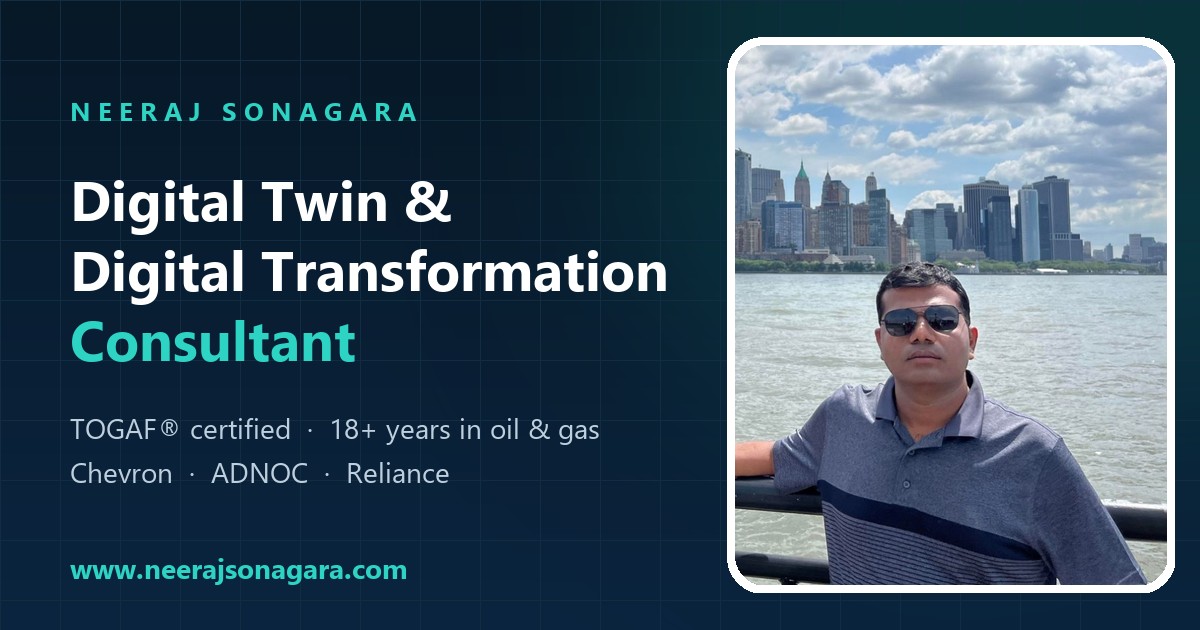 NEERAJ SONAGARA
Digital Twin &
Digital Transformation
Consultant
TOGAF® certified · 18+ years in oil & gas
Chevron · ADNOC · Reliance
www.neerajsonagara.com